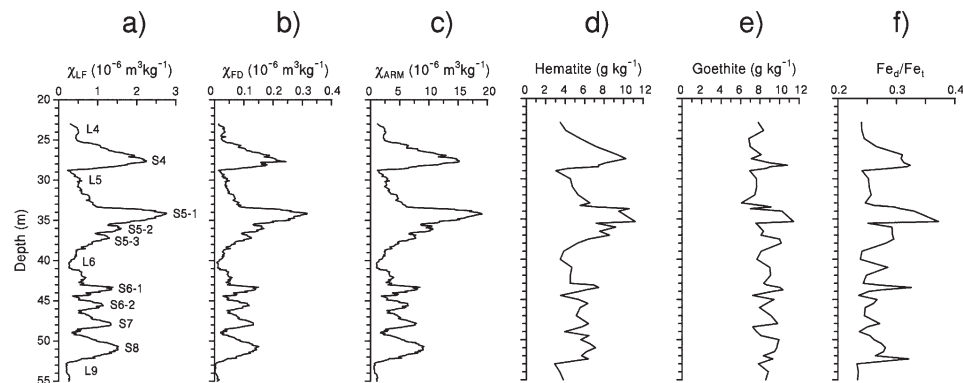 a) b) c) d) e) f)
χLF (10⁻⁶ m³kg⁻¹) χFD (10⁻⁶ m³kg⁻¹) χARM (10⁻⁶ m³kg⁻¹) Hematite (g kg⁻¹) Goethite (g kg⁻¹) Fed/Fet
0 1 2 3 0 0.1 0.2 0.3 0.4 0 5 10 15 20 0 2 4 6 8 10 12 0 2 4 6 8 10 12 0.2 0.3 0.4
20
L4
25
S4
30
L5
S5-1
35
S5-2
S5-3
40
L6
S6-1
45
S6-2
S7
50
S8
L9
55
Depth (m)